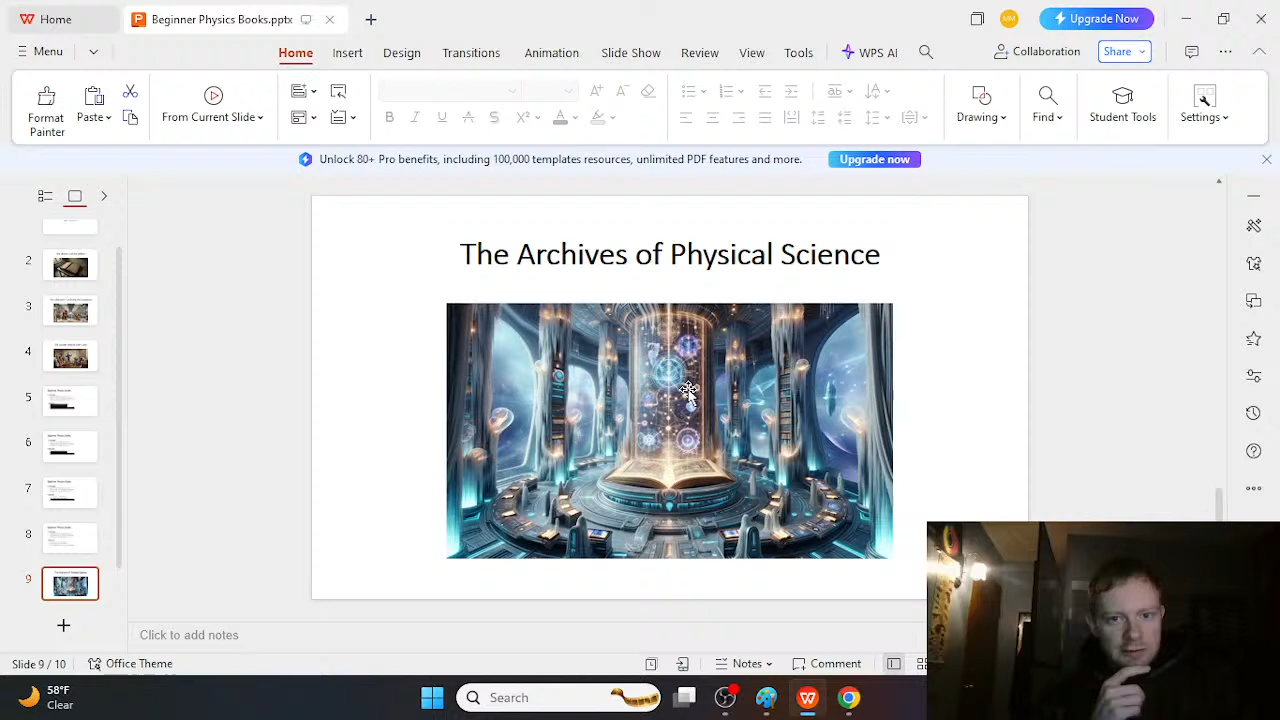 Home
Beginner Physics Books.pptx
MM
Upgrade Now
Menu
Home Insert Design Transitions Animation Slide Show Review View Tools WPS AI
Collaboration
Share
Format Painter
Paste
From Current Slide
B I U A S X² A
Drawing
Find
Student Tools
Settings
Unlock 80+ Pro benefits, including 100,000 templates resources, unlimited PDF features and more.
Upgrade now
The Archives of Physical Science
2
3
4
5
6
7
8
9
Click to add notes
Slide 9 / 10
Office Theme
Notes
Comment
58°F
Clear
Search